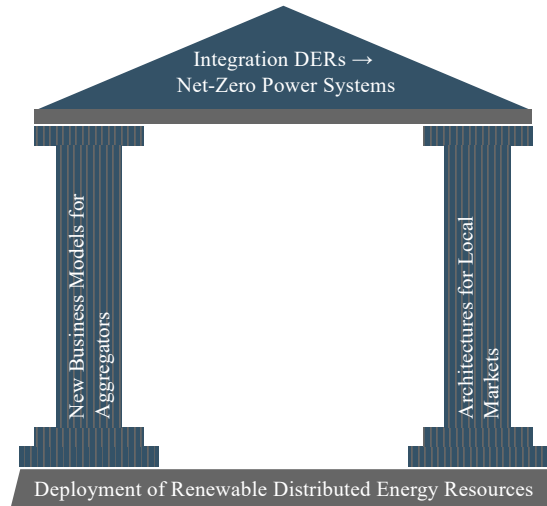 Integration DERs →
Net-Zero Power Systems
New Business Models for
Aggregators
Architectures for Local
Markets
Deployment of Renewable Distributed Energy Resources